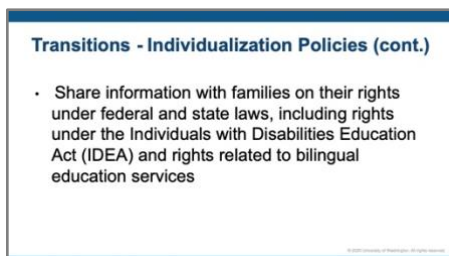 Transitions - Individualization Policies (cont.)
• Share information with families on their rights
under federal and state laws, including rights
under the Individuals with Disabilities Education
Act (IDEA) and rights related to bilingual
education services